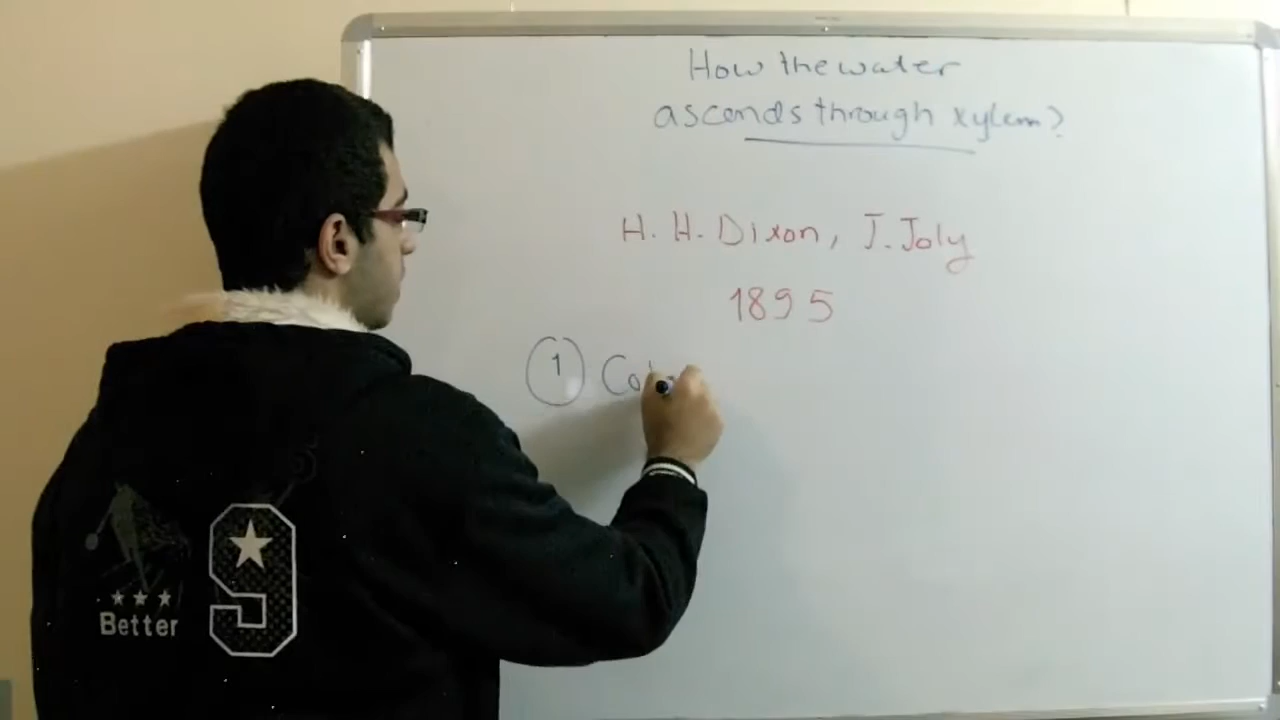 How the water
ascends through xylem?
H. H. Dixon, J. Joly
1895
1
9
Better